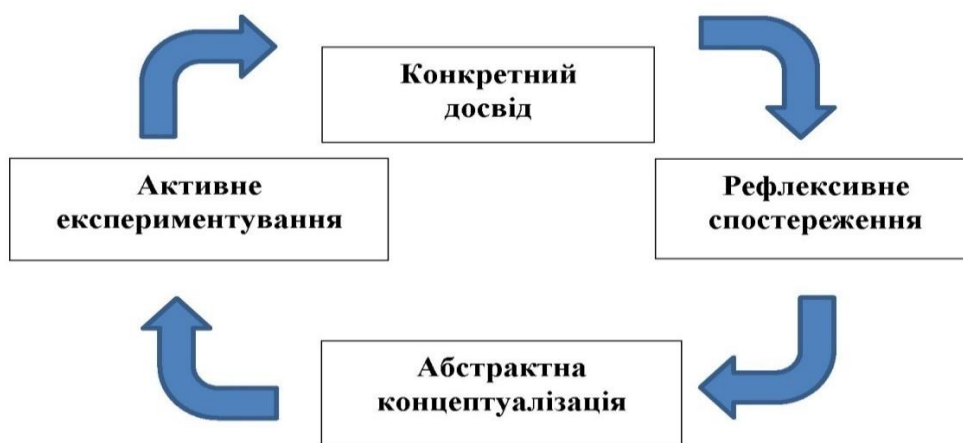 Конкретний
досвід
Активне
експериментування
Рефлексивне
спостереження
Абстрактна
концептуалізація